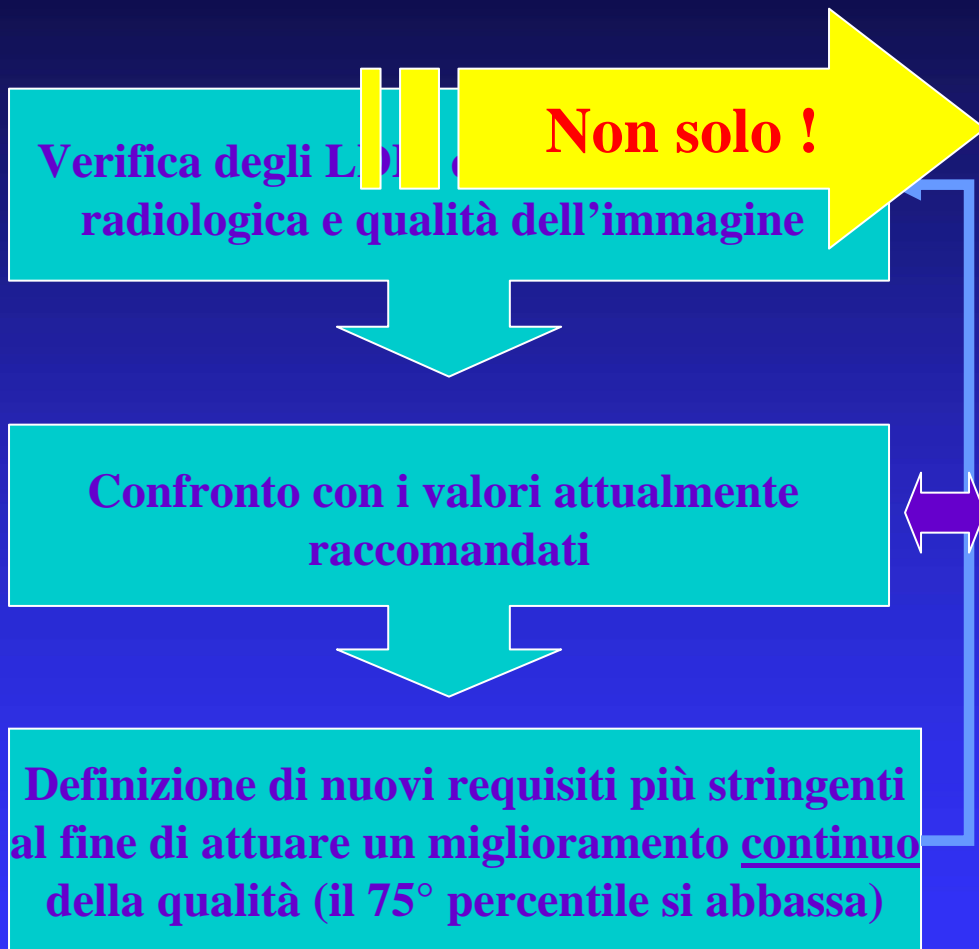 Non solo !
Verifica degli
radiologica e qualità dell'immagine
Confronto con i valori attualmente
raccomandati
Definizione di nuovi requisiti più stringenti
al fine di attuare un miglioramento continuo
della qualità (il 75° percentile si abbassa)